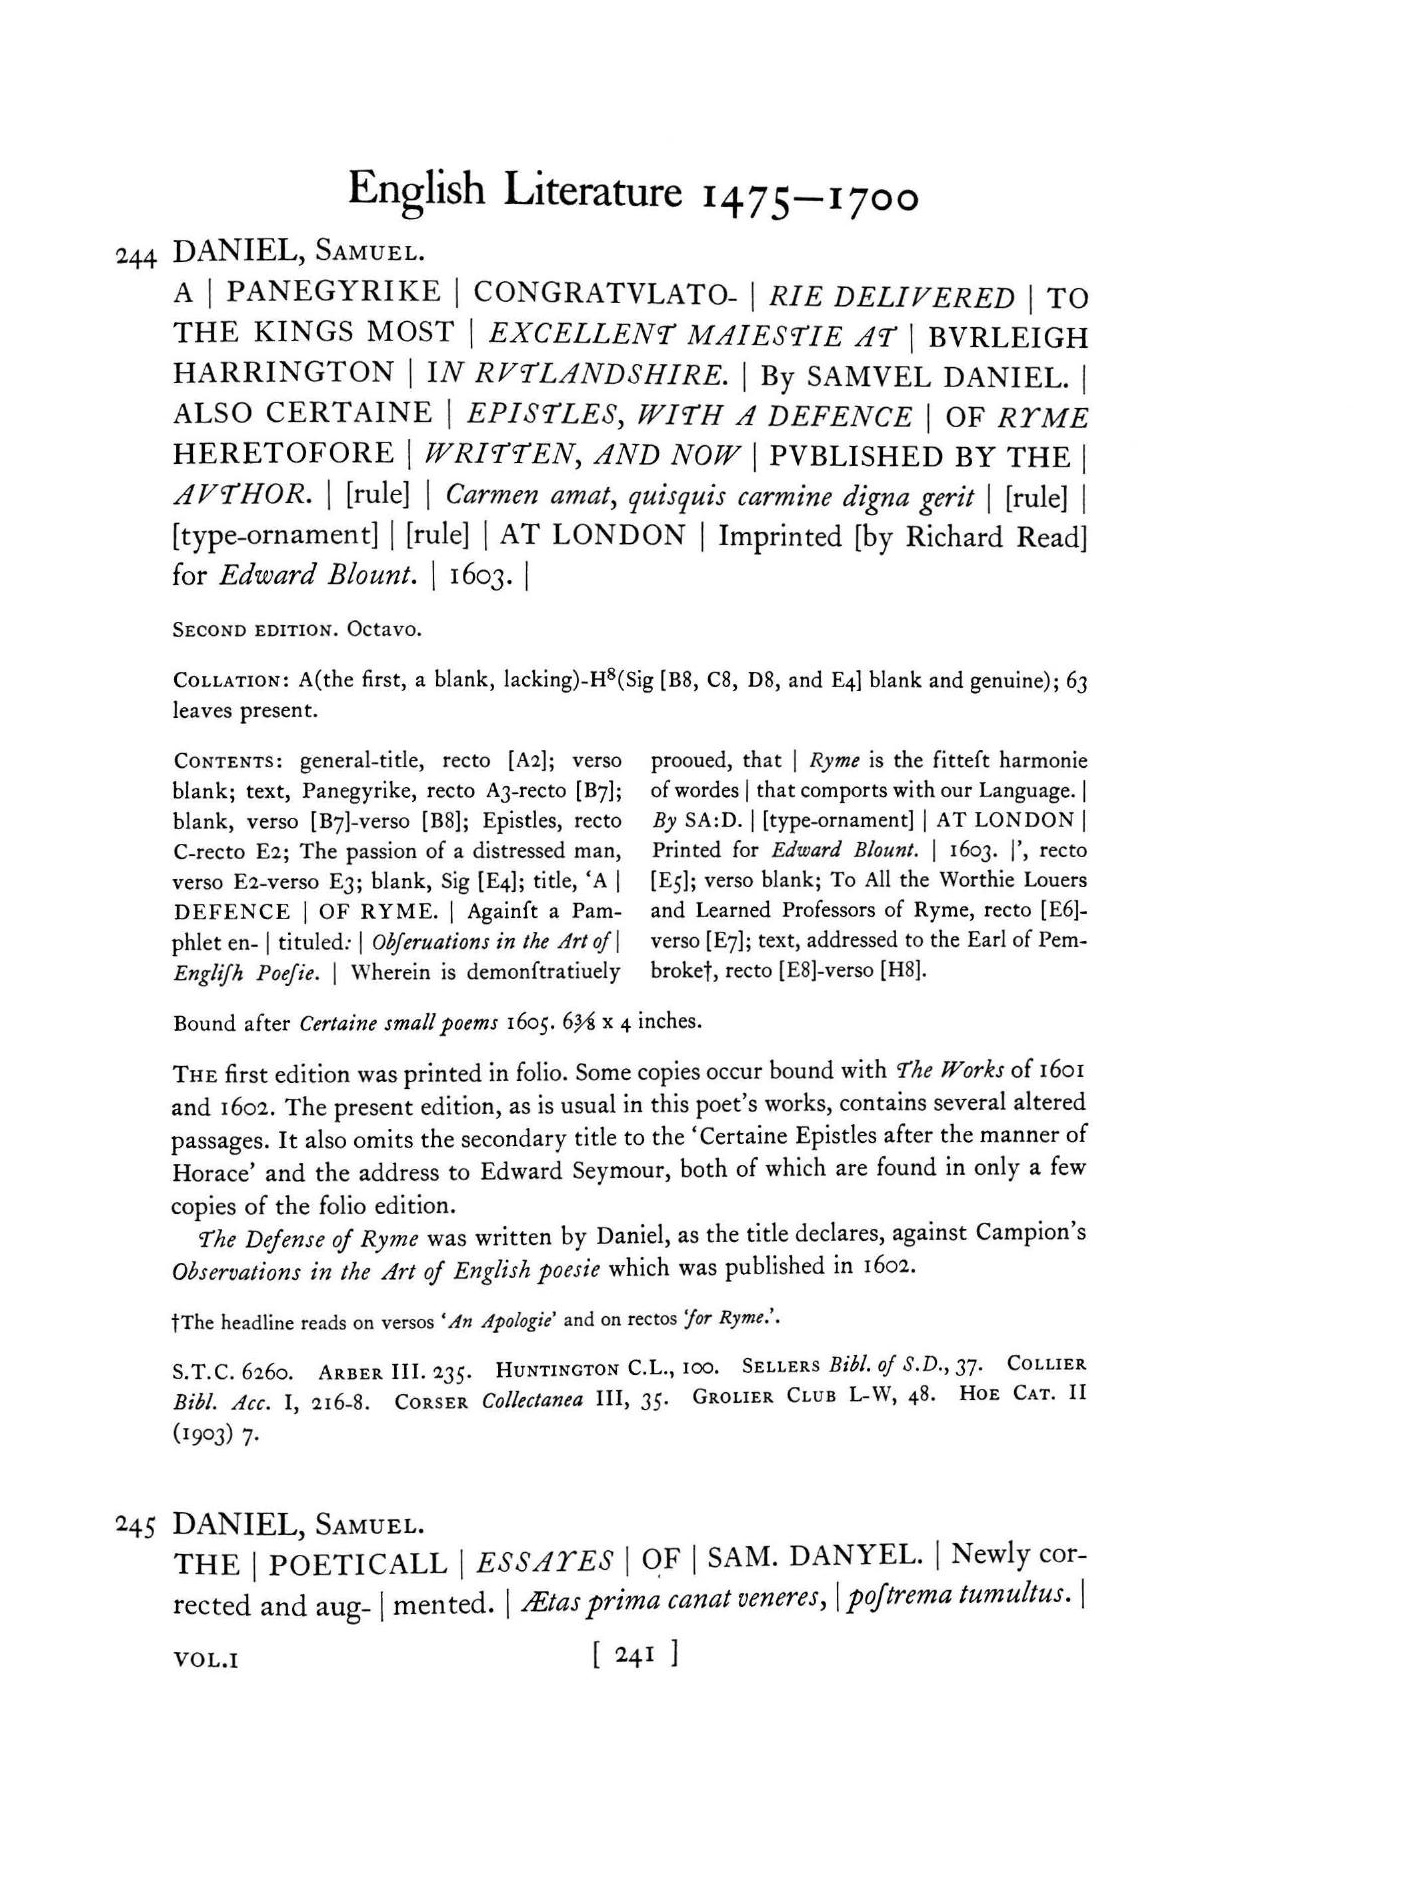 English Literature 1475–1700
244 DANIEL, SAMUEL.
A | PANEGYRIKE | CONGRATVLATO- | RIE DELIVERED | TO
THE KINGS MOST | EXCELLENT MAIESTIE AT | BVRLEIGH
HARRINGTON | IN RVTLANDSHIRE. | By SAMVEL DANIEL. |
ALSO CERTAINE | EPISTLES, WITH A DEFENCE | OF RYME
HERETOFORE | WRITTEN, AND NOW | PVBLISHED BY THE |
AVTHOR. | [rule] | Carmen amat, quisquis carmine digna gerit | [rule] |
[type-ornament] | [rule] | AT LONDON | Imprinted [by Richard Read]
for Edward Blount. | 1603. |
SECOND EDITION. Octavo.
COLLATION: A(the first, a blank, lacking)-H⁸(Sig [B8, C8, D8, and E4] blank and genuine); 63
leaves present.
CONTENTS: general-title, recto [A2]; verso
blank; text, Panegyrike, recto A3-recto [B7];
blank, verso [B7]-verso [B8]; Epistles, recto
C-recto E2; The passion of a distressed man,
verso E2-verso E3; blank, Sig [E4]; title, ‘A |
DEFENCE | OF RYME. | Againſt a Pam-
phlet en- | tituled: | Obſeruations in the Art of |
Engliſh Poeſie. | Wherein is demonſtratiuely
prooued, that | Ryme is the fitteſt harmonie
of wordes | that comports with our Language. |
By SA:D. | [type-ornament] | AT LONDON |
Printed for Edward Blount. | 1603. |’, recto
[E5]; verso blank; To All the Worthie Louers
and Learned Professors of Ryme, recto [E6]-
verso [E7]; text, addressed to the Earl of Pem-
broke†, recto [E8]-verso [H8].
Bound after Certaine small poems 1605. 6⅜ x 4 inches.
THE first edition was printed in folio. Some copies occur bound with The Works of 1601
and 1602. The present edition, as is usual in this poet’s works, contains several altered
passages. It also omits the secondary title to the ‘Certaine Epistles after the manner of
Horace’ and the address to Edward Seymour, both of which are found in only a few
copies of the folio edition.
The Defense of Ryme was written by Daniel, as the title declares, against Campion’s
Observations in the Art of English poesie which was published in 1602.
†The headline reads on versos ‘An Apologie’ and on rectos ‘for Ryme.’.
S.T.C. 6260. ARBER III. 235. HUNTINGTON C.L., 100. SELLERS Bibl. of S.D., 37. COLLIER
Bibl. Acc. I, 216-8. CORSER Collectanea III, 35. GROLIER CLUB L-W, 48. HOE CAT. II
(1903) 7.
245 DANIEL, SAMUEL.
THE | POETICALL | ESSAYES | OF | SAM. DANYEL. | Newly cor-
rected and aug- | mented. | Ætas prima canat veneres, | poſtrema tumultus. |
VOL.I [ 241 ]